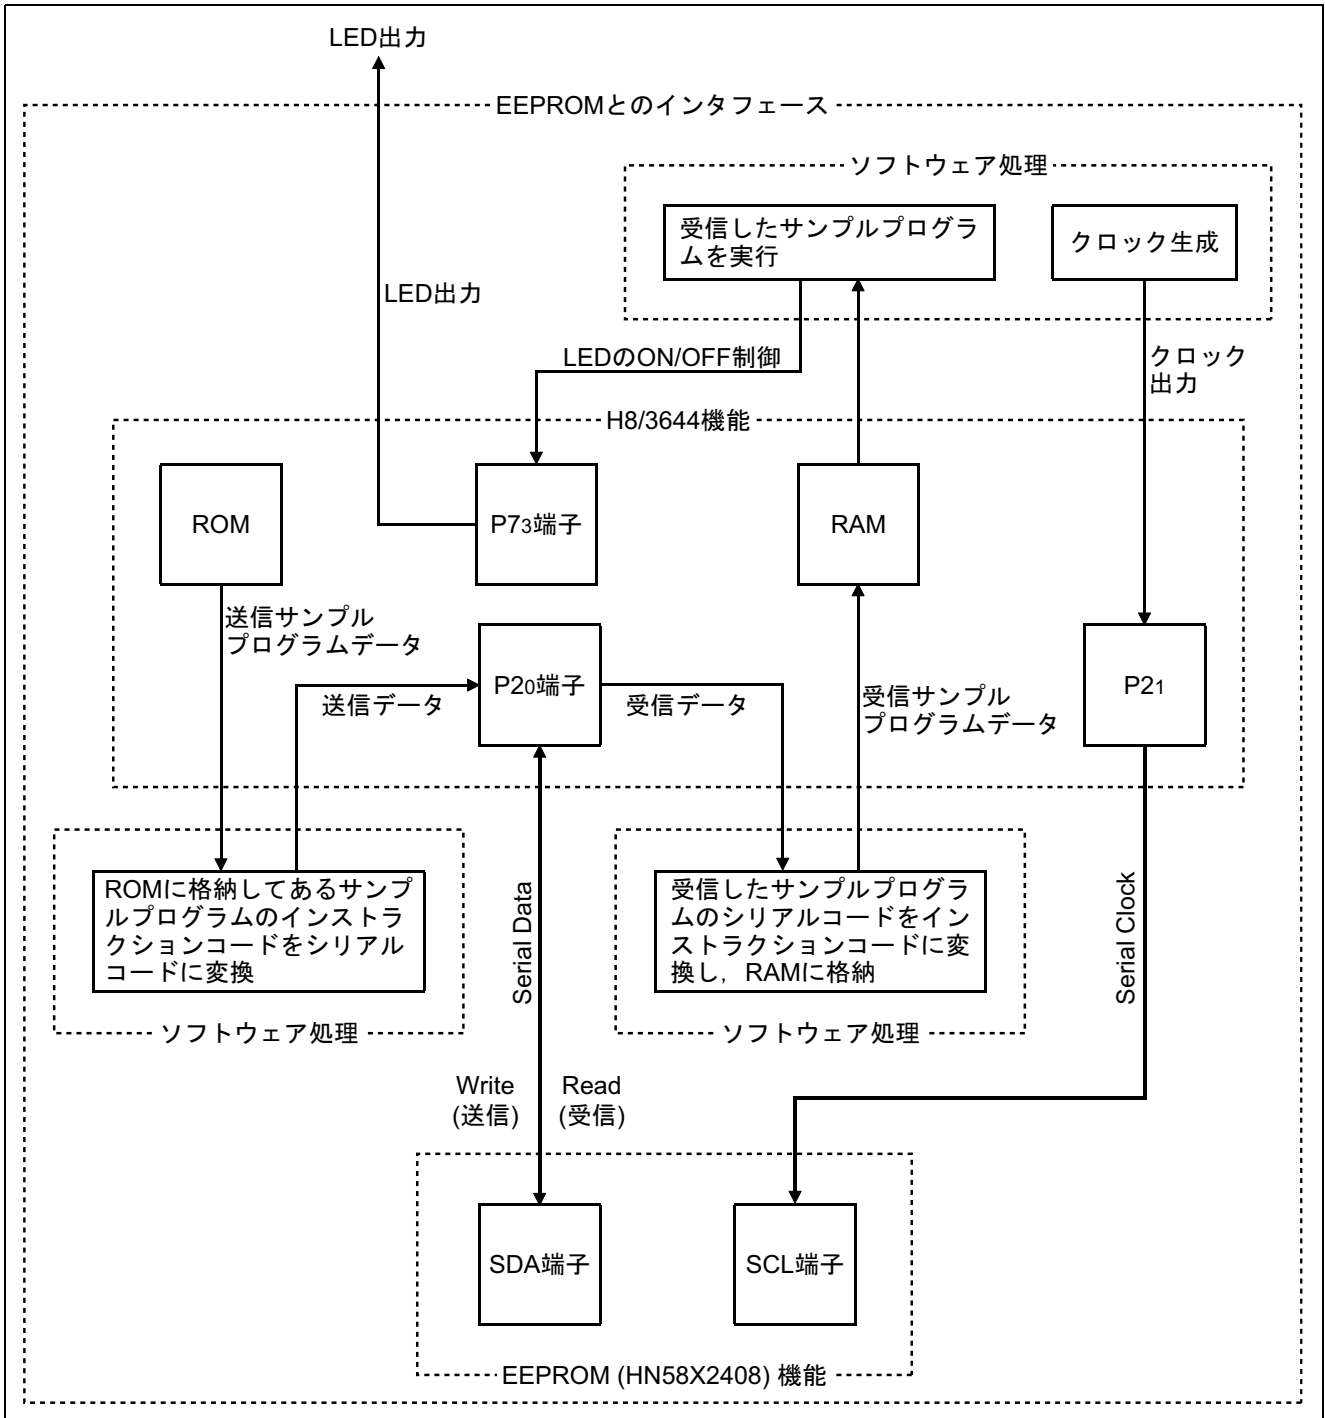 LED出力
EEPROMとのインタフェース
ソフトウェア処理
受信したサンプルプログラ
ムを実行
クロック生成
LED出力
LEDのON/OFF制御
クロック
出力
H8/3644機能
ROM
P73端子
RAM
送信サンプル
プログラムデータ
P20端子
送信データ
受信データ
受信サンプル
プログラムデータ
P21
ROMに格納してあるサンプ
ルプログラムのインストラ
クションコードをシリアル
コードに変換
ソフトウェア処理
Serial Data
受信したサンプルプログラ
ムのシリアルコードをイン
ストラクションコードに変
換し，RAMに格納
ソフトウェア処理
Serial Clock
Write
(送信)
Read
(受信)
SDA端子
SCL端子
EEPROM (HN58X2408) 機能